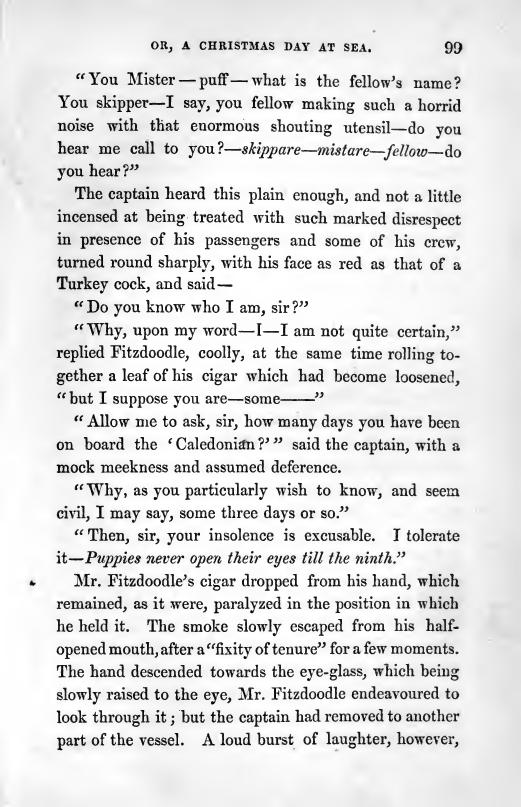 OR, A CHRISTMAS DAY AT SEA. 99
"You Mister — puff — what is the fellow's name?
You skipper—I say, you fellow making such a horrid
noise with that enormous shouting utensil—do you
hear me call to you?—skippare—mistare—fellow—do
you hear?"
The captain heard this plain enough, and not a little
incensed at being treated with such marked disrespect
in presence of his passengers and some of his crew,
turned round sharply, with his face as red as that of a
Turkey cock, and said—
"Do you know who I am, sir?"
"Why, upon my word—I—I am not quite certain,"
replied Fitzdoodle, coolly, at the same time rolling to-
gether a leaf of his cigar which had become loosened,
"but I suppose you are—some——"
"Allow me to ask, sir, how many days you have been
on board the 'Caledonian?'" said the captain, with a
mock meekness and assumed deference.
"Why, as you particularly wish to know, and seem
civil, I may say, some three days or so."
"Then, sir, your insolence is excusable. I tolerate
it—Puppies never open their eyes till the ninth."
Mr. Fitzdoodle's cigar dropped from his hand, which
remained, as it were, paralyzed in the position in which
he held it. The smoke slowly escaped from his half-
opened mouth, after a "fixity of tenure" for a few moments.
The hand descended towards the eye-glass, which being
slowly raised to the eye, Mr. Fitzdoodle endeavoured to
look through it; but the captain had removed to another
part of the vessel. A loud burst of laughter, however,